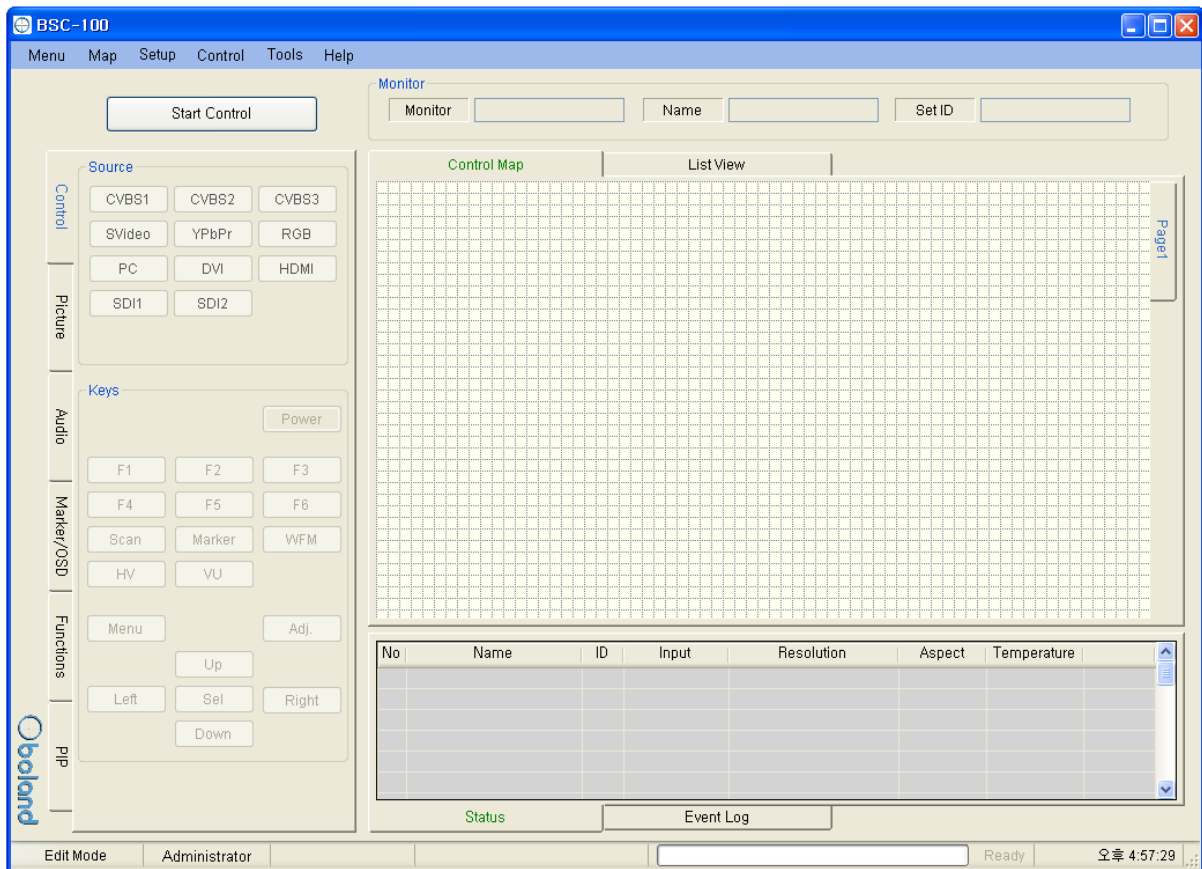 BSC-100
Menu Map Setup Control Tools Help
Start Control
Monitor
Monitor Name Set ID
Control
Picture
Audio
Marker/OSD
Functions
PIP
Source
CVBS1 CVBS2 CVBS3
SVideo YPbPr RGB
PC DVI HDMI
SDI1 SDI2
Keys
Power
F1 F2 F3
F4 F5 F6
Scan Marker WFM
HV VU
Menu Adj.
Up
Left Sel Right
Down
boland
Control Map List View
Page1
No Name ID Input Resolution Aspect Temperature
Status Event Log
Edit Mode Administrator Ready 오후 4:57:29